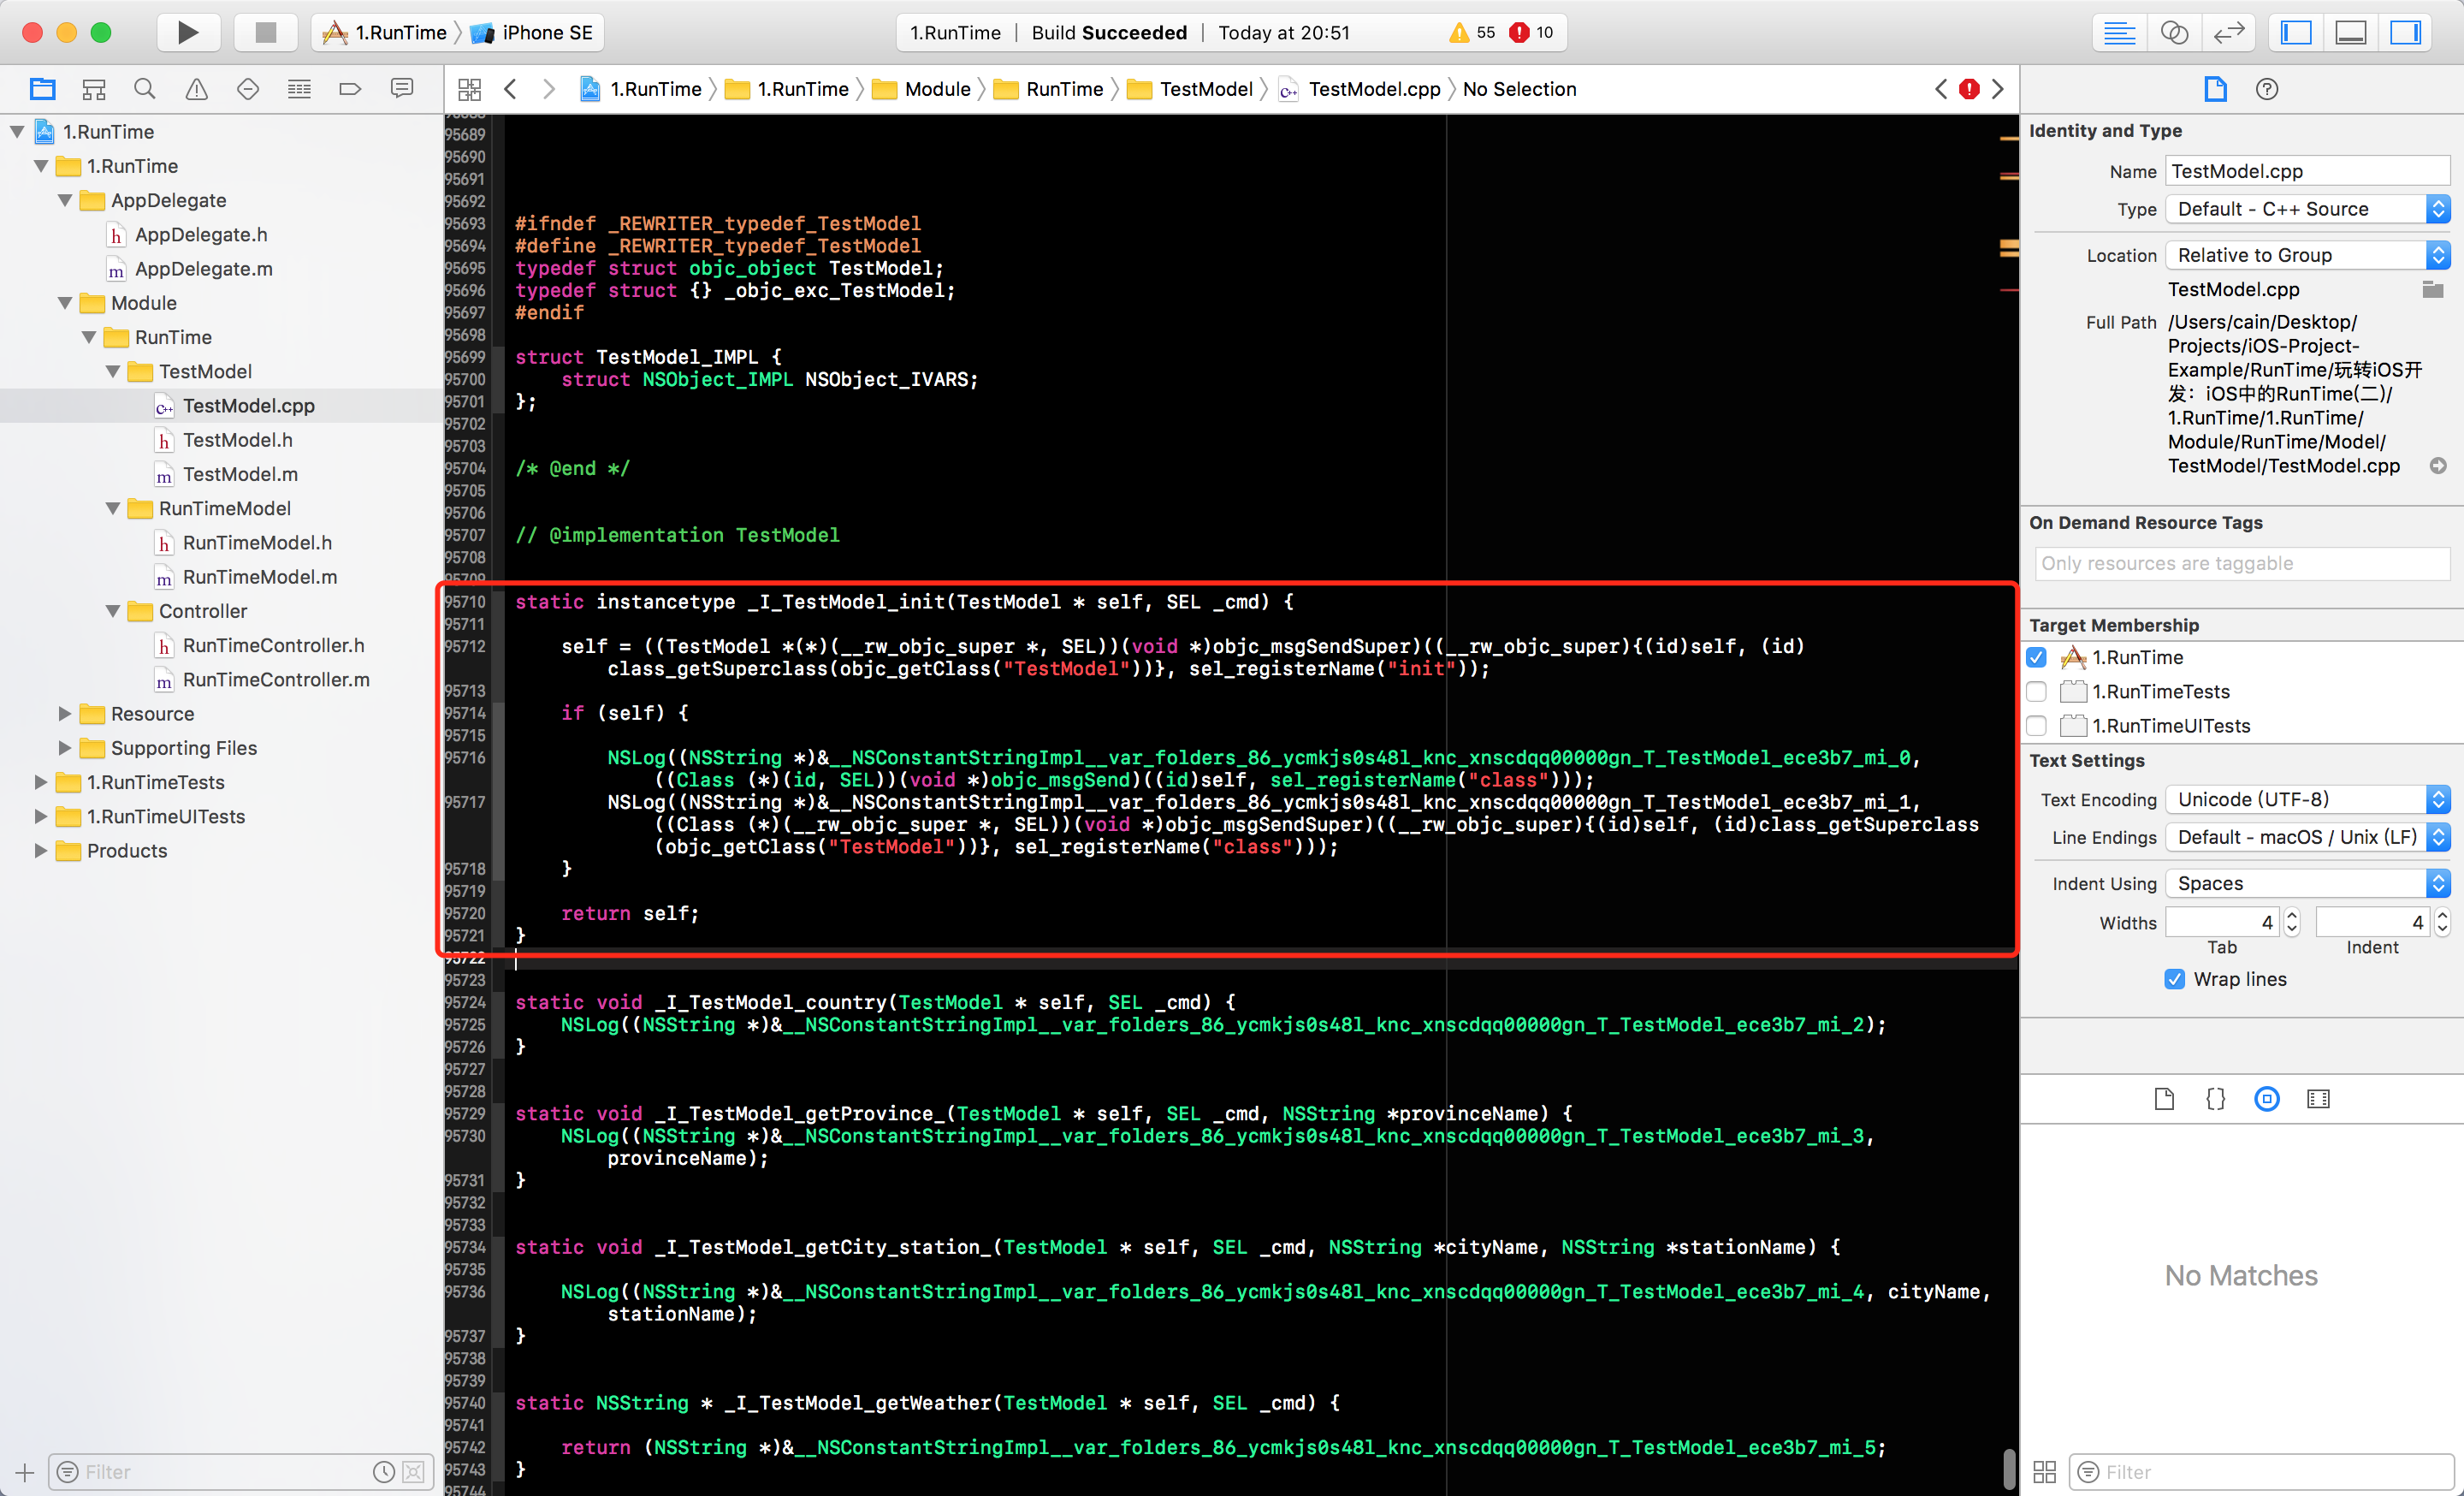 1.RunTime
iPhone SE
1.RunTime | Build Succeeded | Today at 20:51
55
10
1.RunTime
1.RunTime
Module
RunTime
TestModel
TestModel.cpp
No Selection
1.RunTime
1.RunTime
AppDelegate
AppDelegate.h
AppDelegate.m
Module
RunTime
TestModel
TestModel.cpp
TestModel.h
TestModel.m
RunTimeModel
RunTimeModel.h
RunTimeModel.m
Controller
RunTimeController.h
RunTimeController.m
Resource
Supporting Files
1.RunTimeTests
1.RunTimeUITests
Products
Filter
95689
95690
95691
95692
95693 #ifndef _REWRITER_typedef_TestModel
95694 #define _REWRITER_typedef_TestModel
95695 typedef struct objc_object TestModel;
95696 typedef struct {} _objc_exc_TestModel;
95697 #endif
95698
95699 struct TestModel_IMPL {
95700 struct NSObject_IMPL NSObject_IVARS;
95701 };
95702
95703
95704 /* @end */
95705
95706
95707 // @implementation TestModel
95708
95709
95710 static instancetype _I_TestModel_init(TestModel * self, SEL _cmd) {
95711
95712 self = ((TestModel *(*)(__rw_objc_super *, SEL))(void *)objc_msgSendSuper)((__rw_objc_super){(id)self, (id)
class_getSuperclass(objc_getClass("TestModel"))}, sel_registerName("init"));
95713
95714 if (self) {
95715
95716 NSLog((NSString *)&__NSConstantStringImpl__var_folders_86_ycmkjs0s48l_knc_xnscdqq00000gn_T_TestModel_ece3b7_mi_0,
((Class (*)(id, SEL))(void *)objc_msgSend)((id)self, sel_registerName("class")));
95717 NSLog((NSString *)&__NSConstantStringImpl__var_folders_86_ycmkjs0s48l_knc_xnscdqq00000gn_T_TestModel_ece3b7_mi_1,
((Class (*)(__rw_objc_super *, SEL))(void *)objc_msgSendSuper)((__rw_objc_super){(id)self, (id)class_getSuperclass
(objc_getClass("TestModel"))}, sel_registerName("class")));
95718 }
95719
95720 return self;
95721 }
95722
95723
95724 static void _I_TestModel_country(TestModel * self, SEL _cmd) {
95725 NSLog((NSString *)&__NSConstantStringImpl__var_folders_86_ycmkjs0s48l_knc_xnscdqq00000gn_T_TestModel_ece3b7_mi_2);
95726 }
95727
95728
95729 static void _I_TestModel_getProvince_(TestModel * self, SEL _cmd, NSString *provinceName) {
95730 NSLog((NSString *)&__NSConstantStringImpl__var_folders_86_ycmkjs0s48l_knc_xnscdqq00000gn_T_TestModel_ece3b7_mi_3,
provinceName);
95731 }
95732
95733
95734 static void _I_TestModel_getCity_station_(TestModel * self, SEL _cmd, NSString *cityName, NSString *stationName) {
95735
95736 NSLog((NSString *)&__NSConstantStringImpl__var_folders_86_ycmkjs0s48l_knc_xnscdqq00000gn_T_TestModel_ece3b7_mi_4, cityName,
stationName);
95737 }
95738
95739
95740 static NSString * _I_TestModel_getWeather(TestModel * self, SEL _cmd) {
95741
95742 return (NSString *)&__NSConstantStringImpl__var_folders_86_ycmkjs0s48l_knc_xnscdqq00000gn_T_TestModel_ece3b7_mi_5;
95743 }
95744
Identity and Type
Name TestModel.cpp
Type Default - C++ Source
Location Relative to Group
TestModel.cpp
Full Path /Users/cain/Desktop/
Projects/iOS-Project-
Example/RunTime/玩转iOS开
发：iOS中的RunTime(二)/
1.RunTime/1.RunTime/
Module/RunTime/Model/
TestModel/TestModel.cpp
On Demand Resource Tags
Only resources are taggable
Target Membership
1.RunTime
1.RunTimeTests
1.RunTimeUITests
Text Settings
Text Encoding Unicode (UTF-8)
Line Endings Default - macOS / Unix (LF)
Indent Using Spaces
Widths 4 4
Tab Indent
Wrap lines
No Matches
Filter